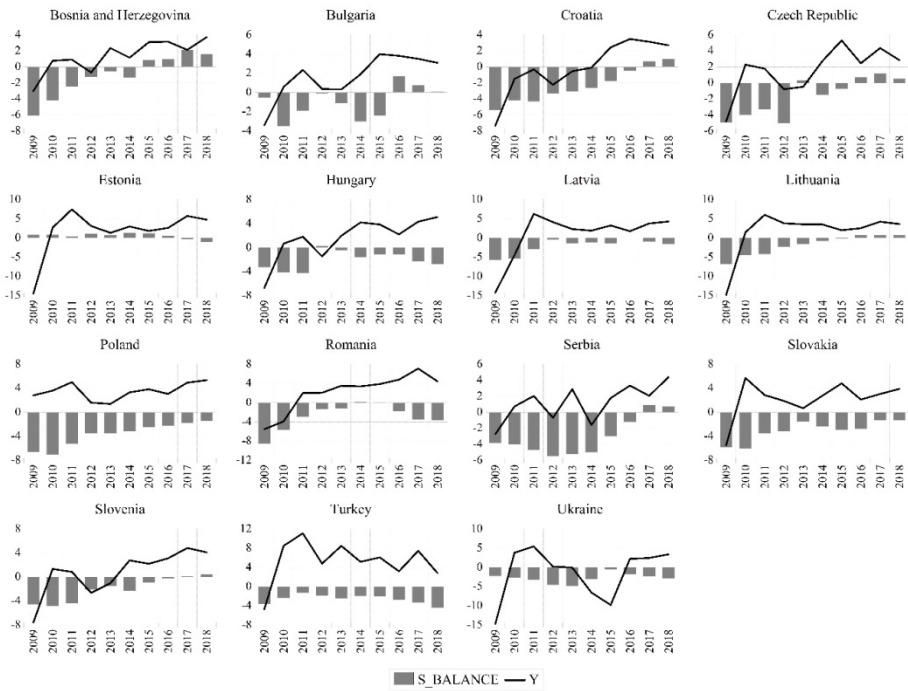 Bosnia and Herzegovina
4
2
0
-2
-4
-6
-8
2009 2010 2011 2012 2013 2014 2015 2016 2017 2018
Bulgaria
6
4
2
0
-2
-4
2009 2010 2011 2012 2013 2014 2015 2016 2017 2018
Croatia
4
2
0
-2
-4
-6
-8
2009 2010 2011 2012 2013 2014 2015 2016 2017 2018
Czech Republic
6
4
2
0
-2
-4
-6
2009 2010 2011 2012 2013 2014 2015 2016 2017 2018
Estonia
10
5
0
-5
-10
-15
2009 2010 2011 2012 2013 2014 2015 2016 2017 2018
Hungary
8
4
0
-4
-8
2009 2010 2011 2012 2013 2014 2015 2016 2017 2018
Latvia
10
5
0
-5
-10
-15
2009 2010 2011 2012 2013 2014 2015 2016 2017 2018
Lithuania
10
5
0
-5
-10
-15
2009 2010 2011 2012 2013 2014 2015 2016 2017 2018
Poland
8
4
0
-4
-8
2009 2010 2011 2012 2013 2014 2015 2016 2017 2018
Romania
8
4
0
-4
-8
-12
2009 2010 2011 2012 2013 2014 2015 2016 2017 2018
Serbia
6
4
2
0
-2
-4
-6
2009 2010 2011 2012 2013 2014 2015 2016 2017 2018
Slovakia
8
4
0
-4
-8
2009 2010 2011 2012 2013 2014 2015 2016 2017 2018
Slovenia
8
4
0
-4
-8
2009 2010 2011 2012 2013 2014 2015 2016 2017 2018
Turkey
12
8
4
0
-4
-8
2009 2010 2011 2012 2013 2014 2015 2016 2017 2018
Ukraine
10
5
0
-5
-10
-15
2009 2010 2011 2012 2013 2014 2015 2016 2017 2018
S_BALANCE Y